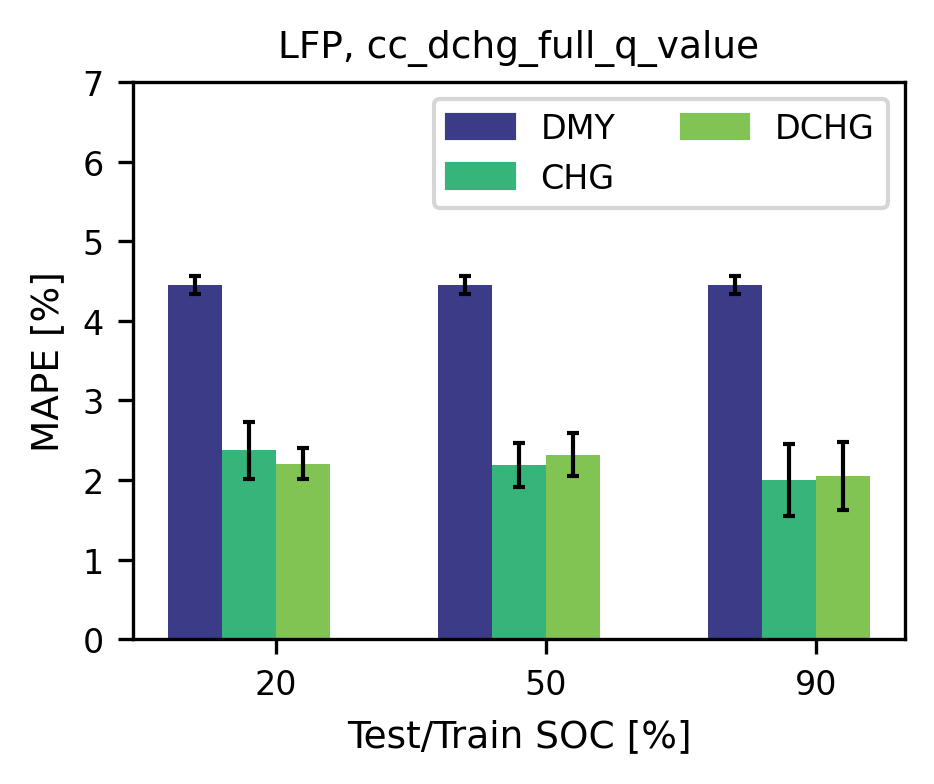 LFP, cc_dchg_full_q_value
MAPE [%]
7
6
5
4
3
2
1
0
DMY
CHG
DCHG
20
50
90
Test/Train SOC [%]